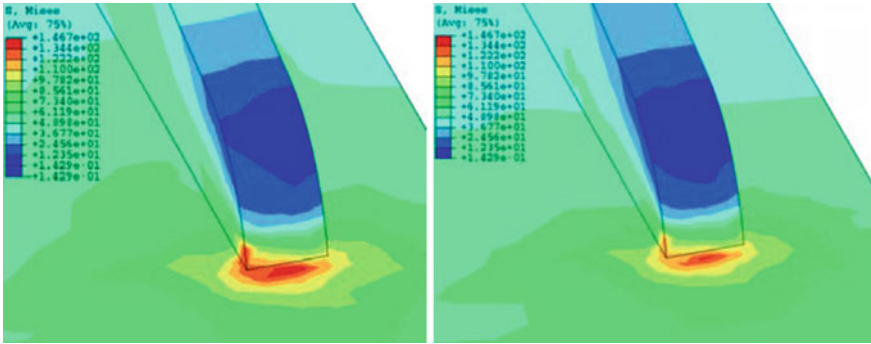 S, Mises
(Avg: 75%)
+1.467e+02
+1.344e+02
+1.222e+02
+1.100e+02
+9.782e+01
+8.561e+01
+7.340e+01
+6.119e+01
+4.898e+01
+3.677e+01
+2.456e+01
+1.235e+01
+1.429e-01
S, Mises
(Avg: 75%)
+1.467e+02
+1.344e+02
+1.222e+02
+1.100e+02
+9.782e+01
+8.561e+01
+7.340e+01
+6.119e+01
+4.898e+01
+3.677e+01
+2.456e+01
+1.235e+01
+1.429e-01